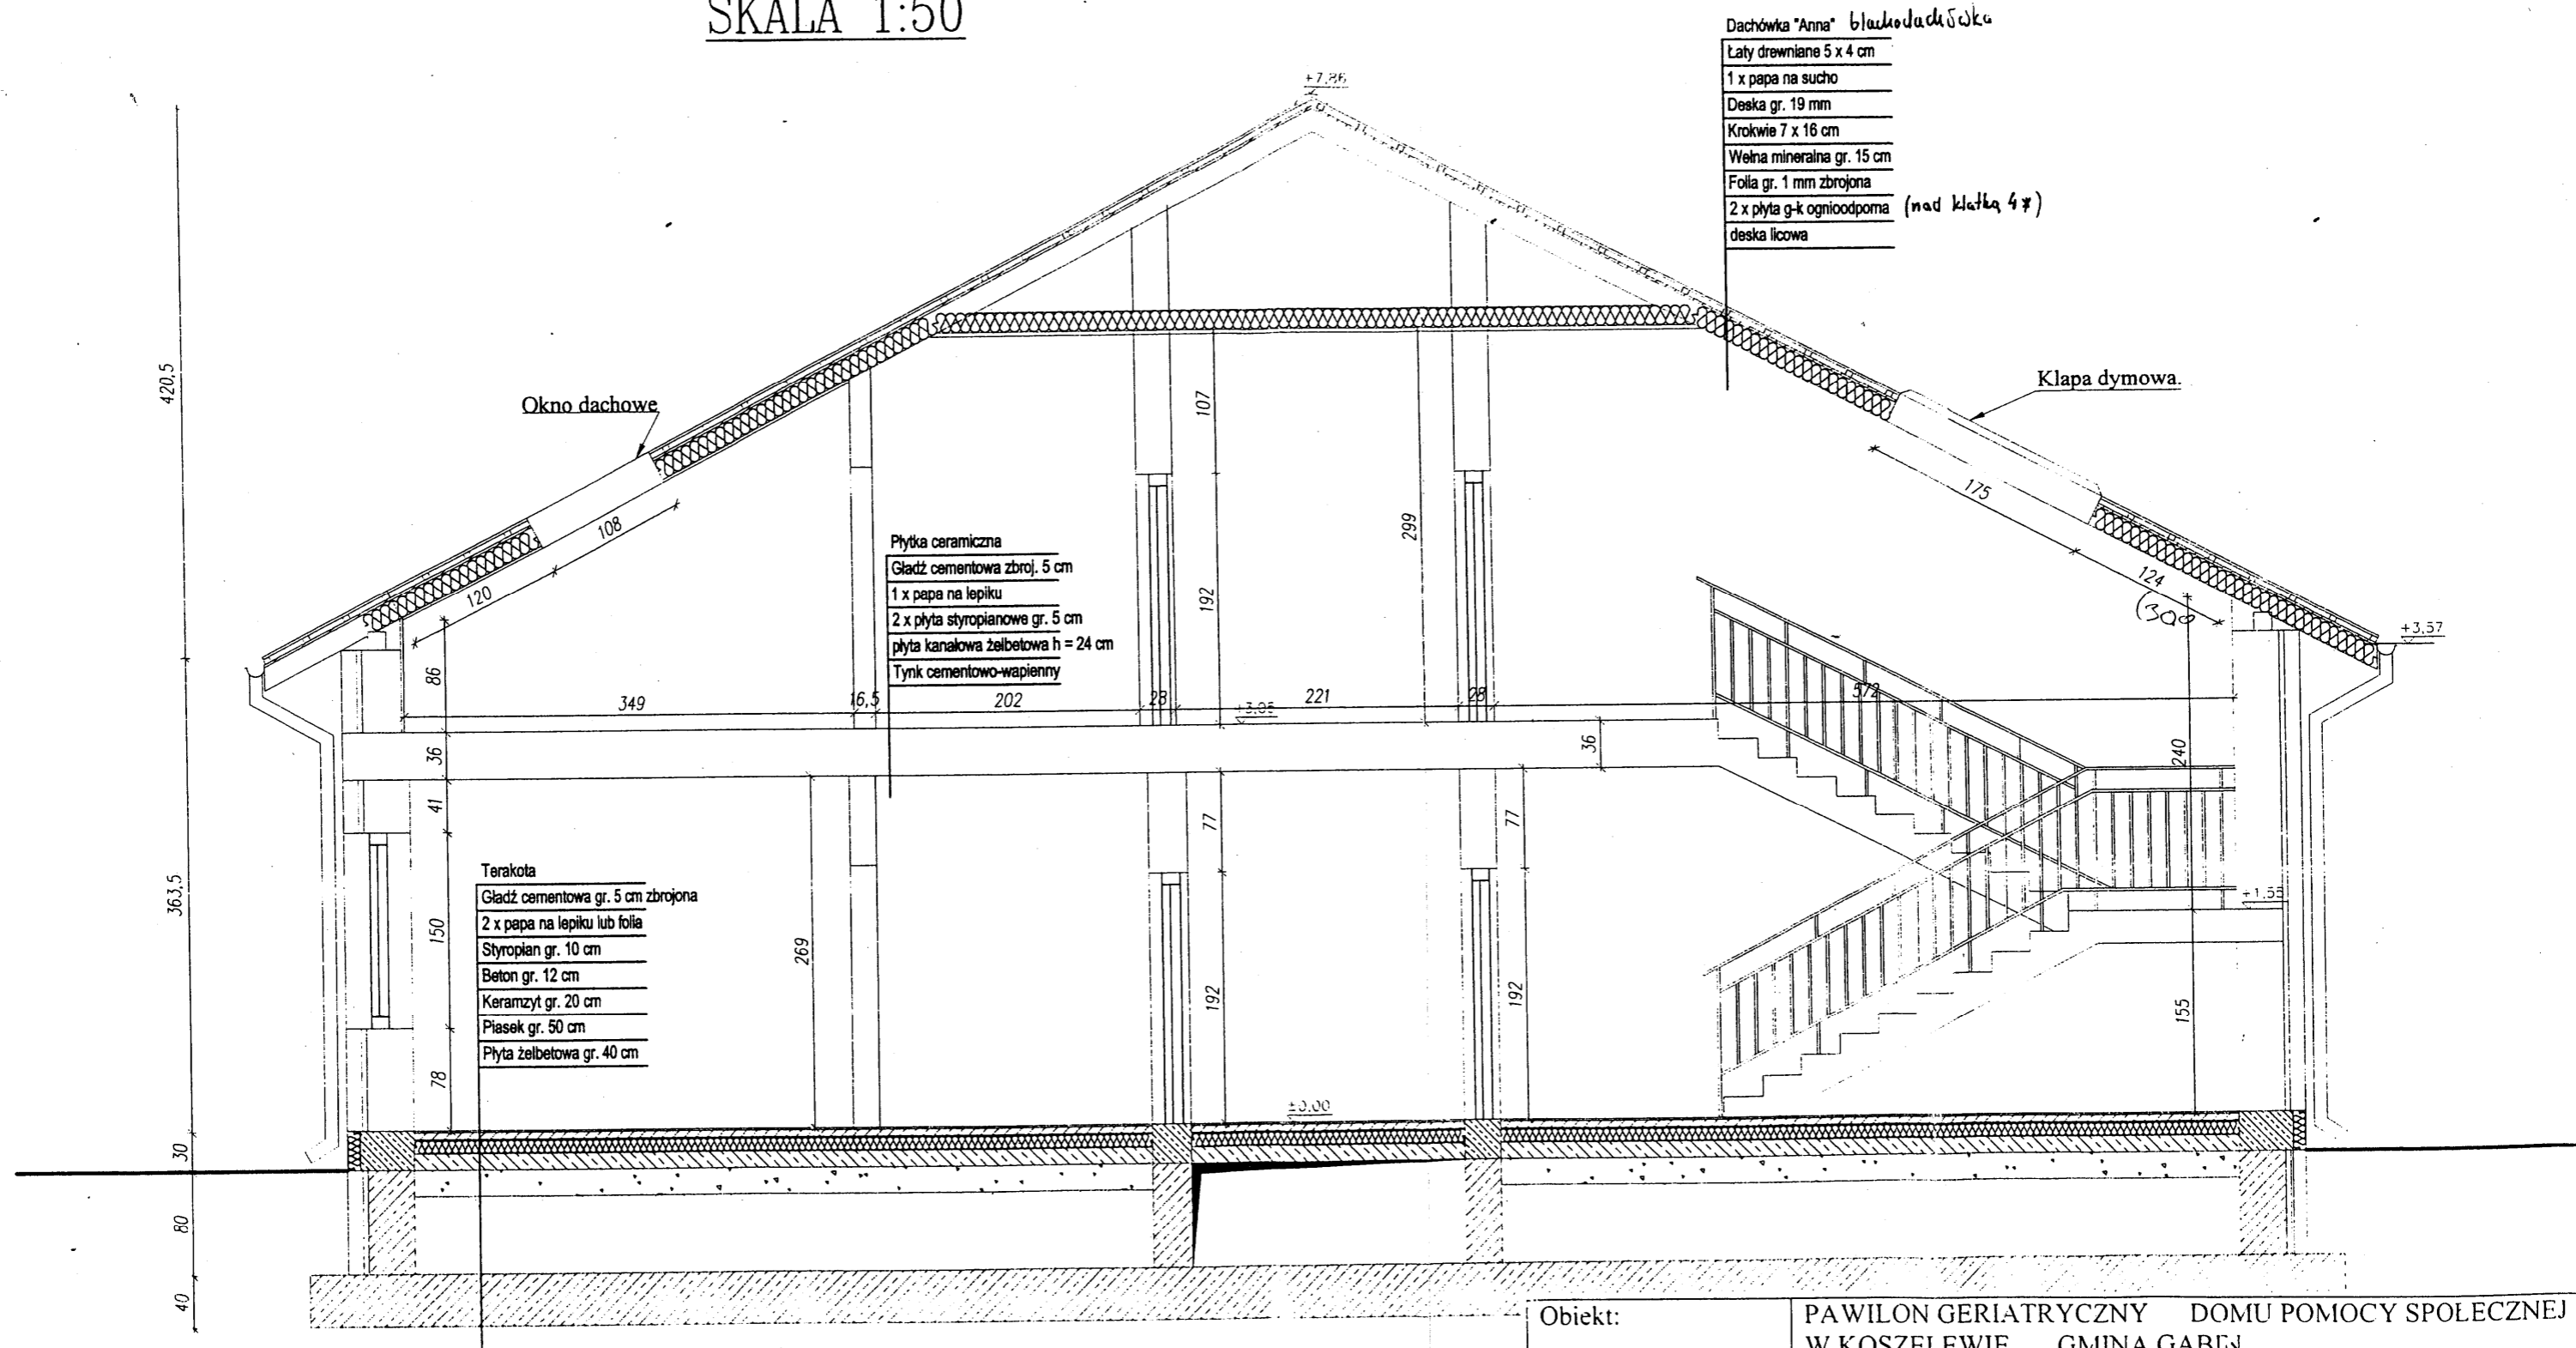 SKALA 1:50
Dachówka "Anna" blachodachówka
Łaty drewniane 5 x 4 cm
1 x papa na sucho
Deska gr. 19 mm
Krokwie 7 x 16 cm
Wełna mineralna gr. 15 cm
Folia gr. 1 mm zbrojona
2 x płyta g-k ognioodporna (nad klatką 4x)
deska licowa
+7,86
420,5
Okno dachowe
Klapa dymowa.
107
175
108
299
120
124
(300
192
+3,57
Płytka ceramiczna
Gładź cementowa zbroj. 5 cm
1 x papa na lepiku
2 x płyta styropianowe gr. 5 cm
płyta kanałowa żelbetowa h = 24 cm
Tynk cementowo-wapienny
86
349
16,5
202
28
+3,05
221
28
572
36
36
240
41
77
77
363,5
Terakota
Gładź cementowa gr. 5 cm zbrojona
2 x papa na lepiku lub folia
Styropian gr. 10 cm
Beton gr. 12 cm
Keramzyt gr. 20 cm
Piasek gr. 50 cm
Płyta żelbetowa gr. 40 cm
150
269
+1,55
192
192
155
78
±0,00
30
80
40
Obiekt:
PAWILON GERIATRYCZNY DOMU POMOCY SPOŁECZNEJ
W KOSZELEWIE GMINA